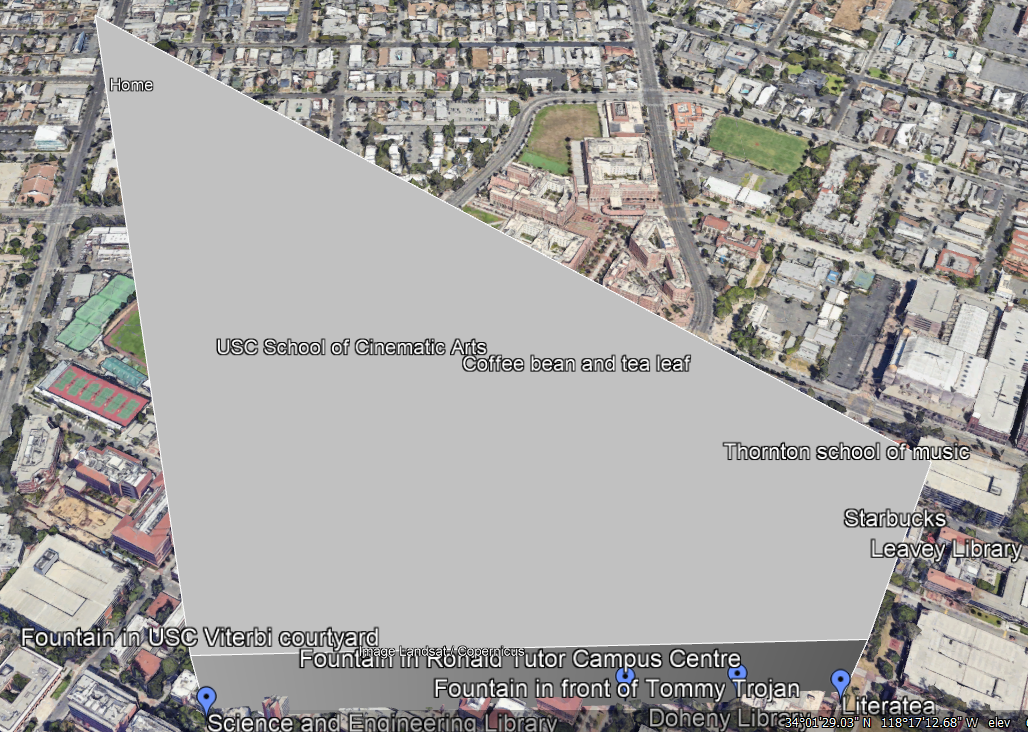 Home
USC School of Cinematic Arts
Coffee bean and tea leaf
Thornton school of music
Starbucks
Leavey Library
Fountain in USC Viterbi courtyard
Image Landsat / Copernicus
Fountain in Ronald Tutor Campus Centre
Fountain in front of Tommy Trojan
Literatea
Science and Engineering Library
Doheny Library
34°01'29.03" N 118°17'12.68" W elev